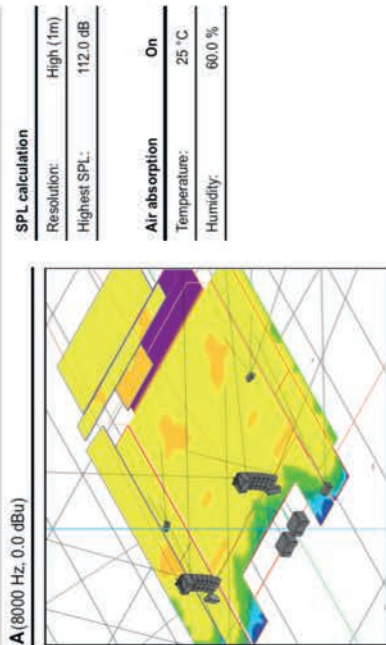 A (8000 Hz, 0.0 dBu)
SPL calculation
Resolution: High (1m)
Highest SPL: 112.0 dB
Air absorption On
Temperature: 25 °C
Humidity: 60.0 %